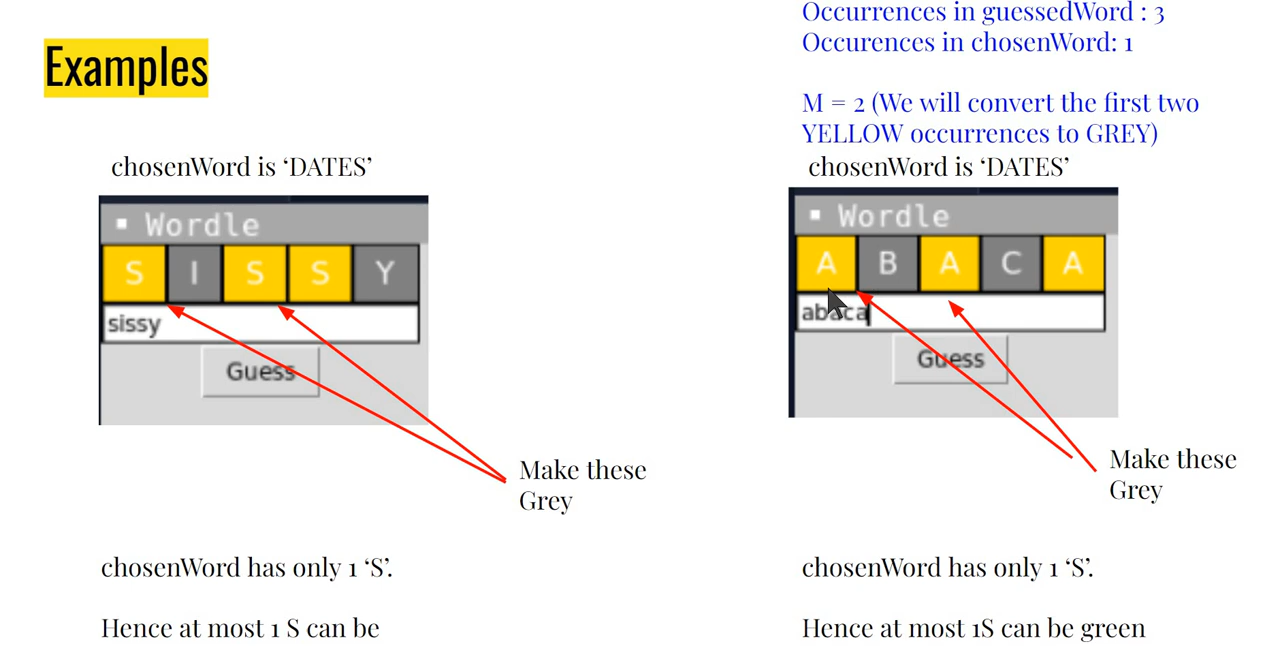 Examples
chosenWord is ‘DATES’
Wordle
S I S S Y
sissy
Guess
Make these
Grey
chosenWord has only 1 ‘S’.
Hence at most 1 S can be
Occurrences in guessedWord : 3
Occurences in chosenWord: 1
M = 2 (We will convert the first two
YELLOW occurrences to GREY)
chosenWord is ‘DATES’
Wordle
A B A C A
abaca
Guess
Make these
Grey
chosenWord has only 1 ‘S’.
Hence at most 1S can be green